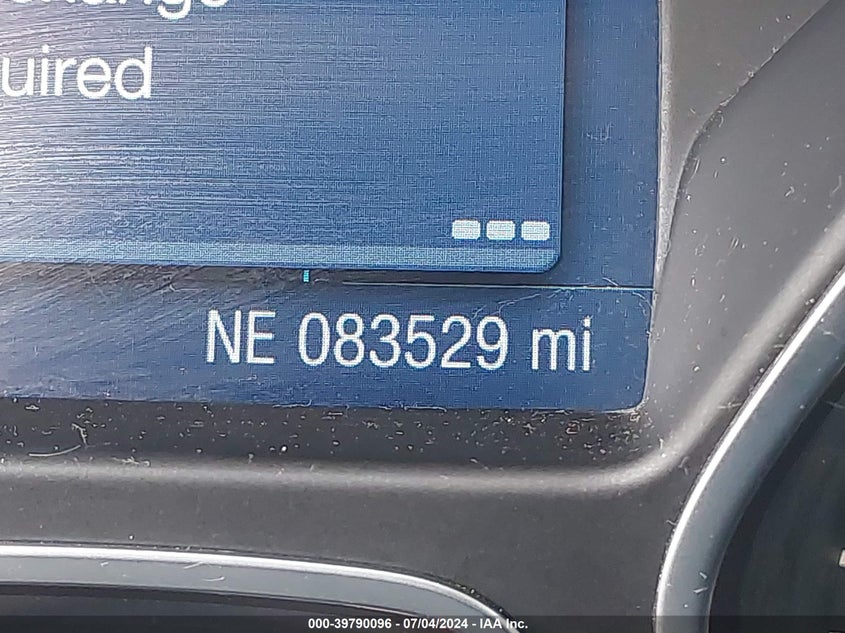 uired
NE 083529 mi
000-39790096 - 07/04/2024 - IAA Inc.